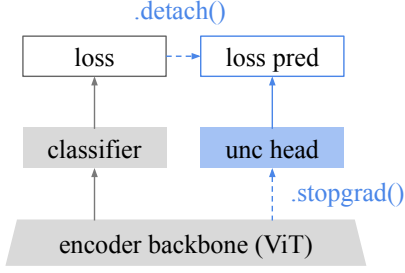 .detach()
loss
loss pred
classifier
unc head
.stopgrad()
encoder backbone (ViT)